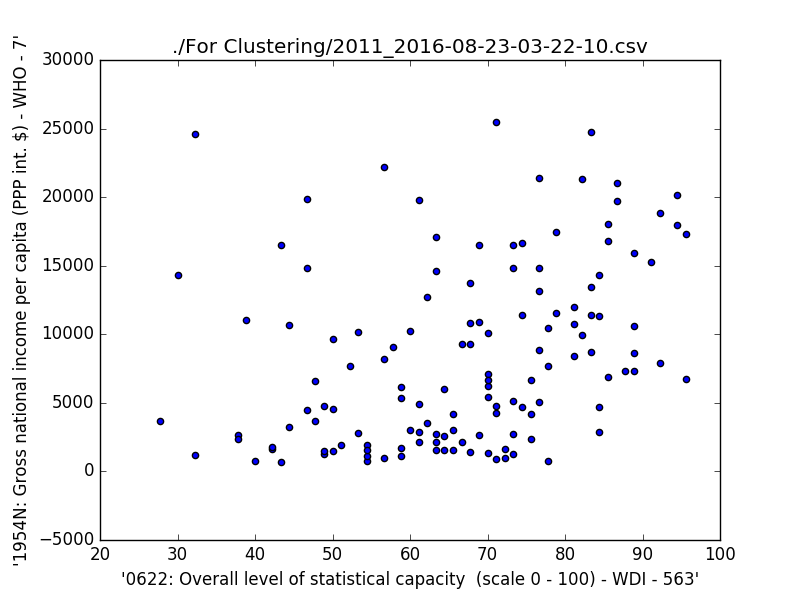 ./For Clustering/2011_2016-08-23-03-22-10.csv
'1954N: Gross national income per capita (PPP int. $) - WHO - 7'
30000
25000
20000
15000
10000
5000
0
−5000
20 30 40 50 60 70 80 90 100
'0622: Overall level of statistical capacity  (scale 0 - 100) - WDI - 563'